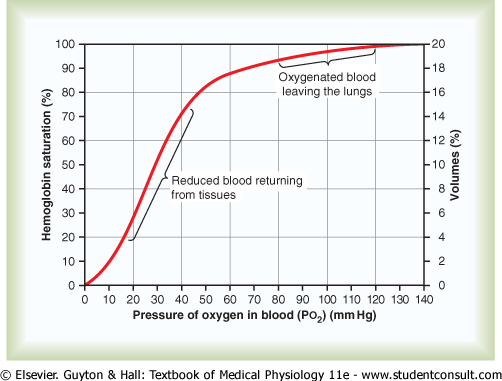 100
90
80
70
60
50
40
30
20
10
0
Hemoglobin saturation (%)
20
18
16
14
12
10
8
6
4
2
0
Volumes (%)
Oxygenated blood
leaving the lungs
Reduced blood returning
from tissues
0 10 20 30 40 50 60 70 80 90 100 110 120 130 140
Pressure of oxygen in blood (PO2) (mm Hg)
© Elsevier. Guyton & Hall: Textbook of Medical Physiology 11e - www.studentconsult.com